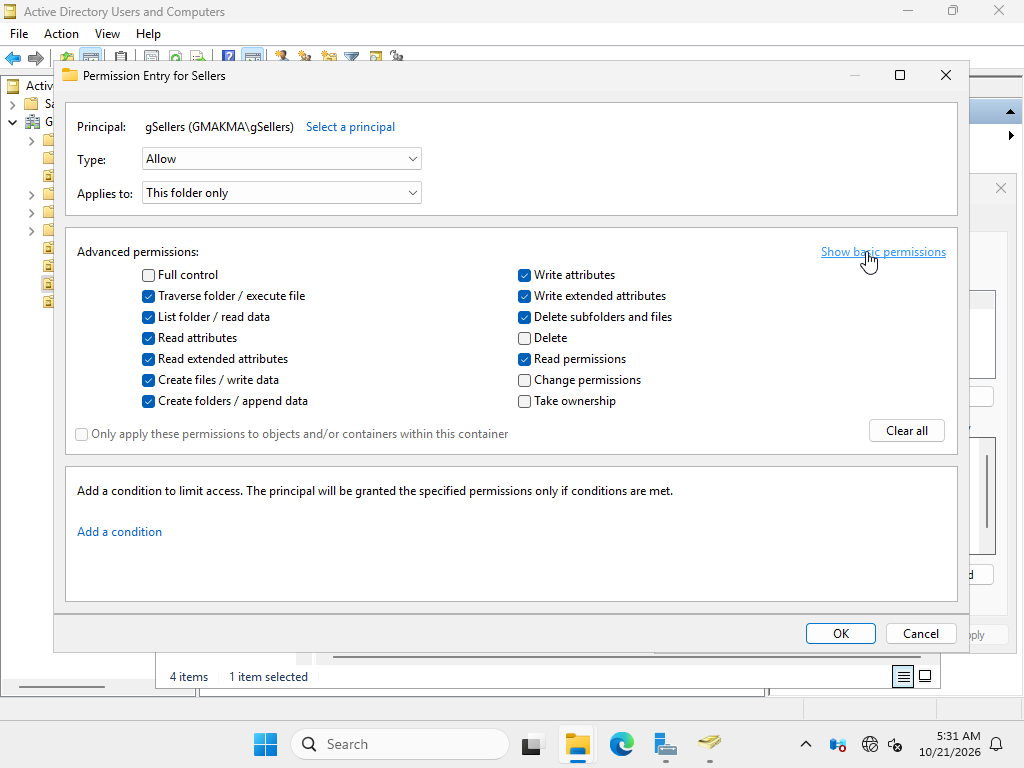 Active Directory Users and Computers
File Action View Help
Permission Entry for Sellers
Activ
Sa
G
Principal: gSellers (GMAKMA\gSellers) Select a principal
Type: Allow
Applies to: This folder only
Advanced permissions: Show basic permissions
Full control Write attributes
Traverse folder / execute file Write extended attributes
List folder / read data Delete subfolders and files
Read attributes Delete
Read extended attributes Read permissions
Create files / write data Change permissions
Create folders / append data Take ownership
Only apply these permissions to objects and/or containers within this container
Clear all
Add a condition to limit access. The principal will be granted the specified permissions only if conditions are met.
Add a condition
d
OK Cancel
pply
4 items 1 item selected
Search
5:31 AM
10/21/2026